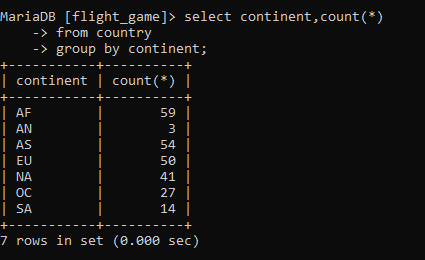 MariaDB [flight_game]> select continent,count(*)
    -> from country
    -> group by continent;
+-----------+----------+
| continent | count(*) |
+-----------+----------+
| AF        |       59 |
| AN        |        3 |
| AS        |       54 |
| EU        |       50 |
| NA        |       41 |
| OC        |       27 |
| SA        |       14 |
+-----------+----------+
7 rows in set (0.000 sec)